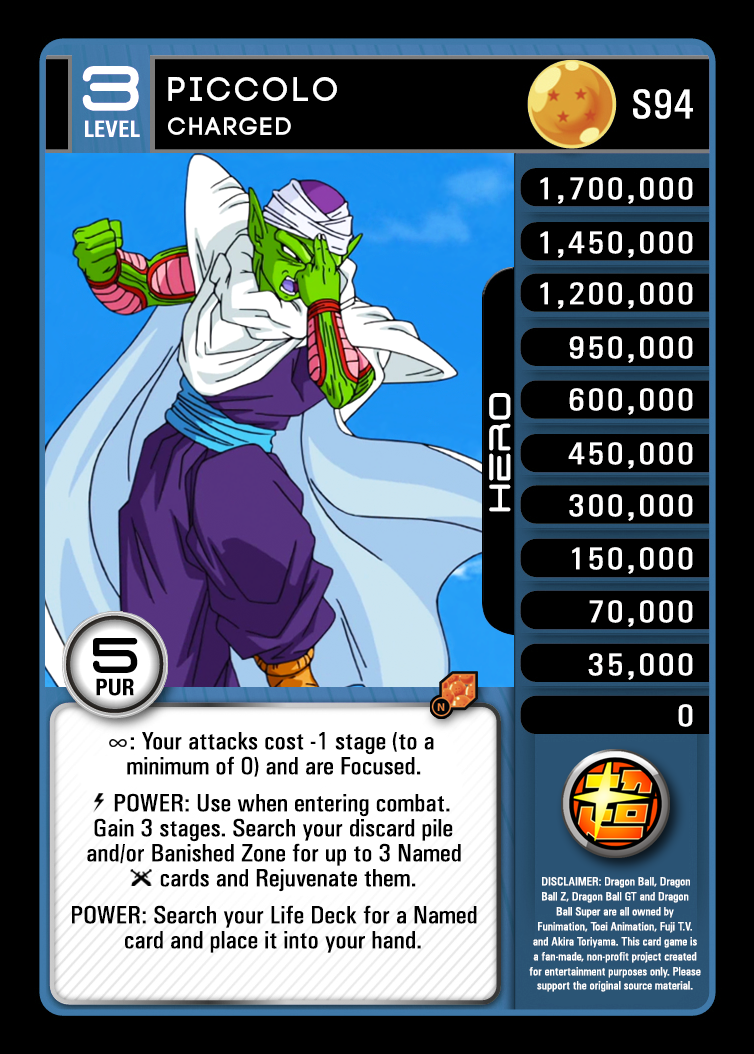 3
LEVEL
PICCOLO
CHARGED
S94
1,700,000
1,450,000
1,200,000
950,000
600,000
450,000
300,000
150,000
70,000
35,000
0
HERO
5
PUR
N
∞: Your attacks cost -1 stage (to a
minimum of 0) and are Focused.
POWER: Use when entering combat.
Gain 3 stages. Search your discard pile
and/or Banished Zone for up to 3 Named
cards and Rejuvenate them.
POWER: Search your Life Deck for a Named
card and place it into your hand.
DISCLAIMER: Dragon Ball, Dragon
Ball Z, Dragon Ball GT and Dragon
Ball Super are all owned by
Funimation, Toei Animation, Fuji T.V.
and Akira Toriyama. This card game is
a fan-made, non-profit project created
for entertainment purposes only. Please
support the original source material.